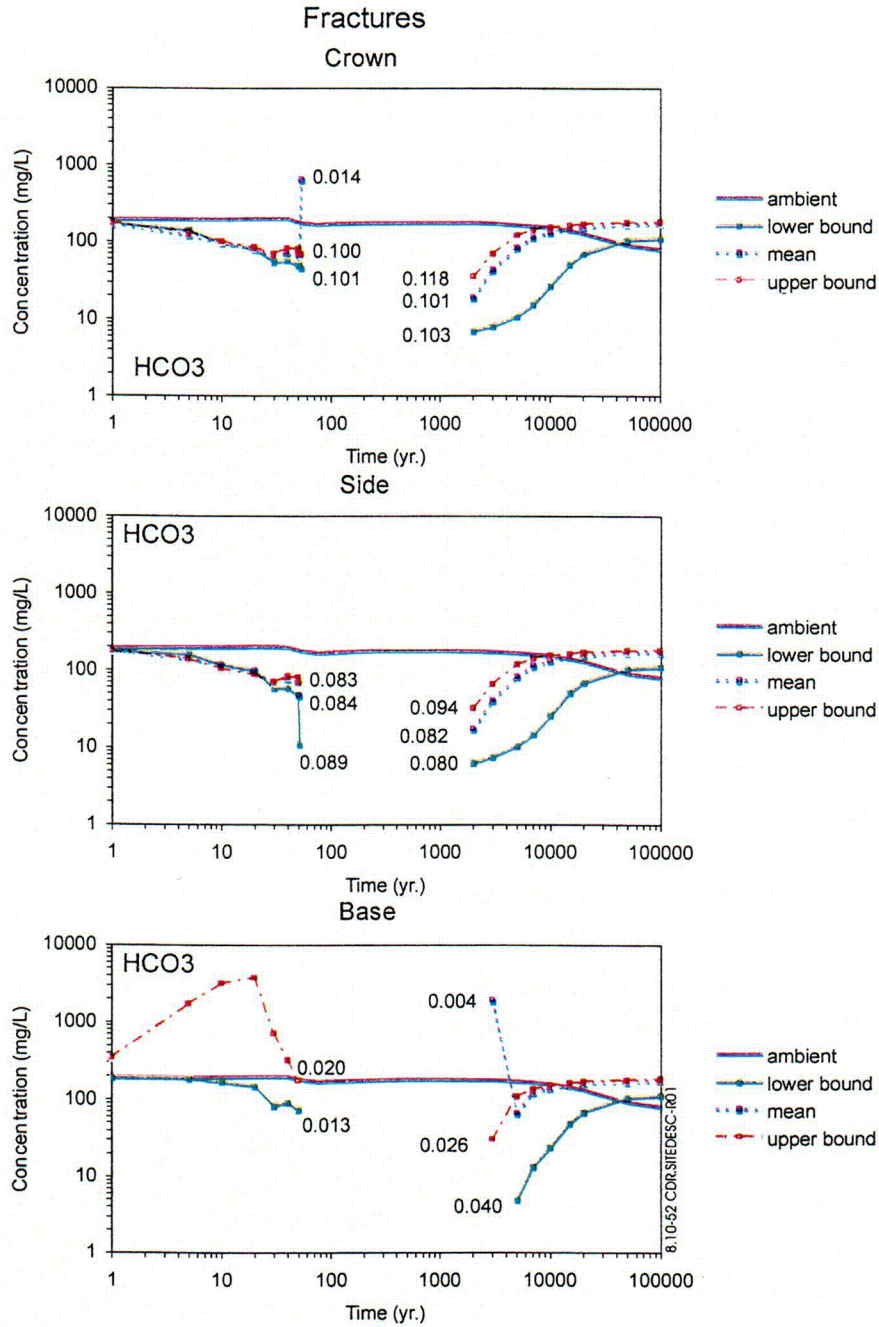 Fractures
Crown
10000
1000
100
10
1
Concentration (mg/L)
0.014
0.100
0.101
0.118
0.101
0.103
HCO3
1 10 100 1000 10000 100000
Time (yr.)
ambient
lower bound
mean
upper bound
Side
10000
1000
100
10
1
Concentration (mg/L)
HCO3
0.083
0.084
0.089
0.094
0.082
0.080
1 10 100 1000 10000 100000
Time (yr.)
ambient
lower bound
mean
upper bound
Base
10000
1000
100
10
1
Concentration (mg/L)
HCO3
0.004
0.020
0.013
0.026
0.040
8.10-52 CDR.SITEDESC-R01
1 10 100 1000 10000 100000
Time (yr.)
ambient
lower bound
mean
upper bound